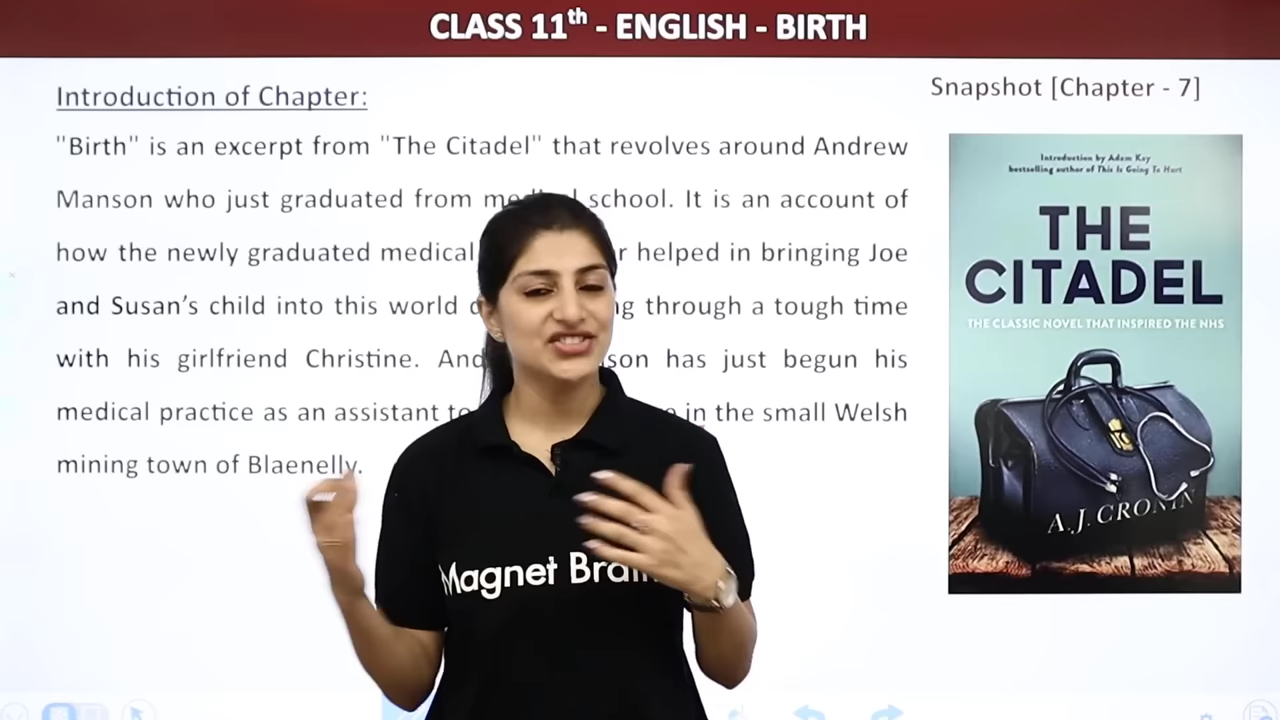 CLASS 11th - ENGLISH - BIRTH
Introduction of Chapter:
Snapshot [Chapter - 7]
"Birth" is an excerpt from "The Citadel" that revolves around Andrew
Manson who just graduated from school. It is an account of
how the newly graduated medical helped in bringing Joe
and Susan's child into this world through a tough time
with his girlfriend Christine. has just begun his
medical practice as an assistant in the small Welsh
mining town of Blaenelly.
Introduction by Adam Kay
bestselling author of This Is Going To Hurt
THE
CITADEL
THE CLASSIC NOVEL THAT INSPIRED THE NHS
A.J. CRONIN
Magnet